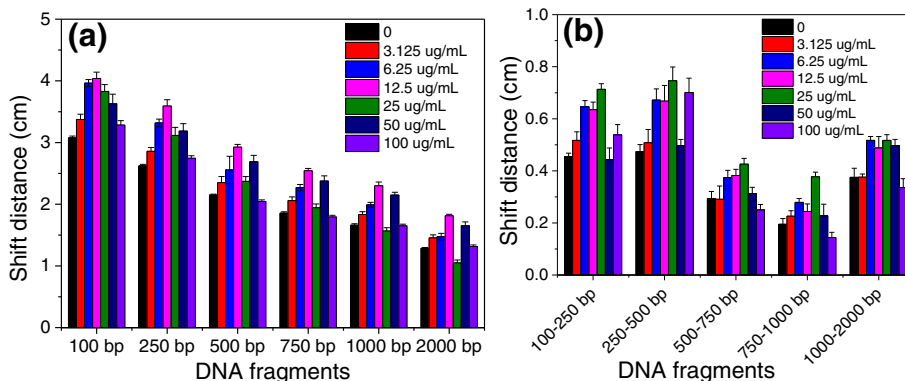 (a)
0
3.125 ug/mL
6.25 ug/mL
12.5 ug/mL
25 ug/mL
50 ug/mL
100 ug/mL
5
4
3
2
1
0
Shift distance (cm)
100 bp 250 bp 500 bp 750 bp 1000 bp 2000 bp
DNA fragments
(b)
0
3.125 ug/mL
6.25 ug/mL
12.5 ug/mL
25 ug/mL
50 ug/mL
100 ug/mL
1.0
0.8
0.6
0.4
0.2
0.0
Shift distance (cm)
100-250 bp
250-500 bp
500-750 bp
750-1000 bp
1000-2000 bp
DNA fragments